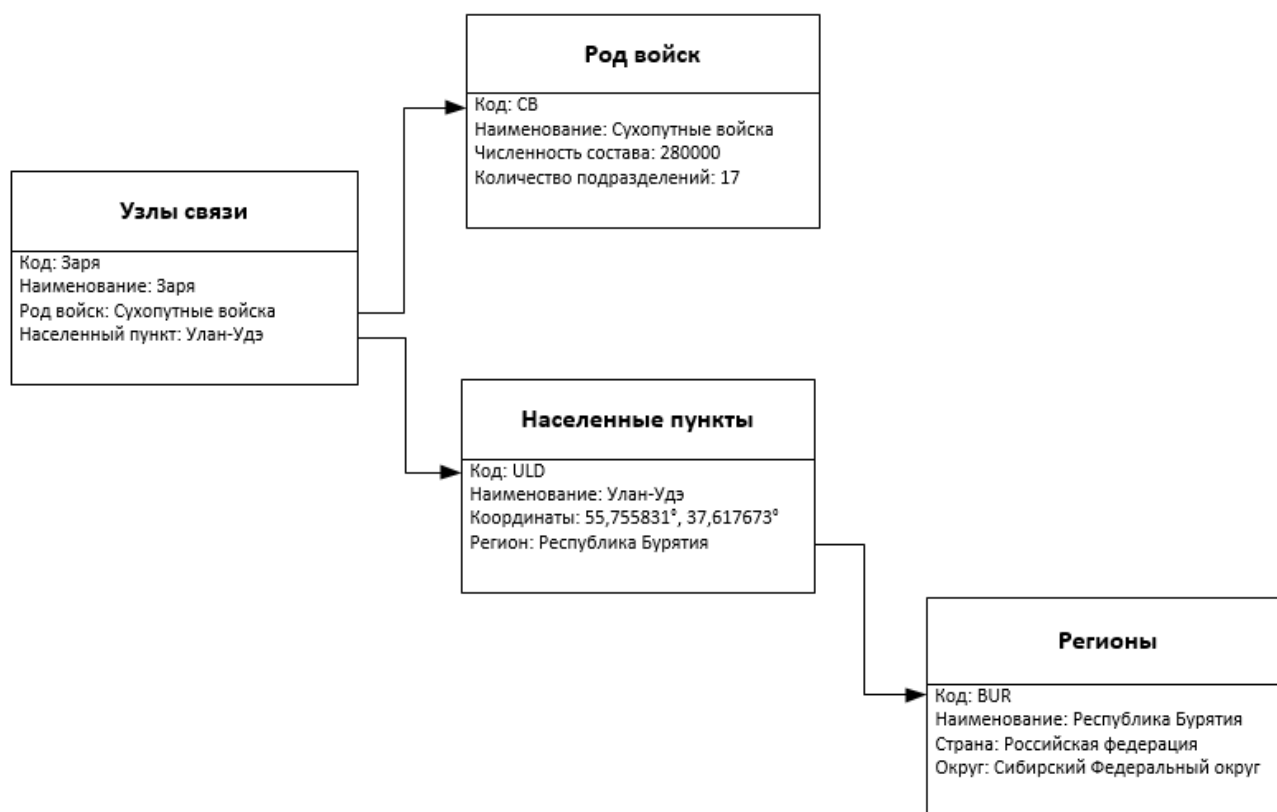 Род войск
Код: СВ
Наименование: Сухопутные войска
Численность состава: 280000
Количество подразделений: 17
Узлы связи
Код: Заря
Наименование: Заря
Род войск: Сухопутные войска
Населенный пункт: Улан-Удэ
Населенные пункты
Код: ULD
Наименование: Улан-Удэ
Координаты: 55,755831°, 37,617673°
Регион: Республика Бурятия
Регионы
Код: BUR
Наименование: Республика Бурятия
Страна: Российская федерация
Округ: Сибирский Федеральный округ